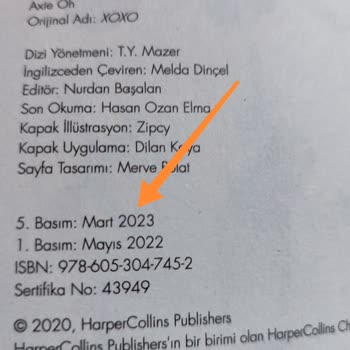 Axie Oh
Orijinal Adı: XOXO
Dizi Yönetmeni: T.Y. Mazer
İngilizceden Çeviren: Melda Dinçel
Editör: Nurdan Başalan
Son Okuma: Hasan Ozan Elma
Kapak İllüstrasyon: Zipcy
Kapak Uygulama: Dilan Kaya
Sayfa Tasarımı: Merve Polat
5. Basım: Mart 2023
1. Basım: Mayıs 2022
ISBN: 978-605-304-745-2
Sertifika No: 43949
© 2020, HarperCollins Publishers
HarperCollins Publishers'ın bir birimi olan HarperCollins